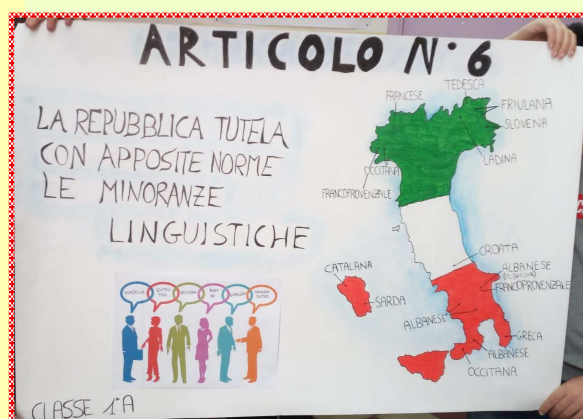 ARTICOLO N·6
LA REPUBBLICA TUTELA
CON APPOSITE NORME
LE MINORANZE
LINGUISTICHE
TEDESCA
FRANCESE
FRIULANA
SLOVENA
LADINA
OCCITANA
FRANCOPROVENZALE
CROATA
ALBANESE
FRANCOPROVENZALE
CATALANA
SARDA
ALBANESE
GRECA
ALBANESE
OCCITANA
CLASSE 1°A